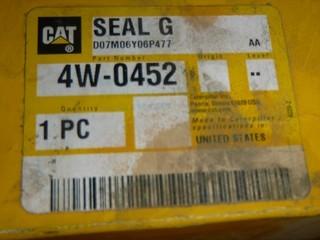 CAT SEAL G
D07M06Y06P477 AA
Part Number Origin Level
4W-0452 --
Quantity
1 PC
Caterpillar Inc.
Peoria, Illinois
Made to Caterpillar
specifications in
UNITED STATES